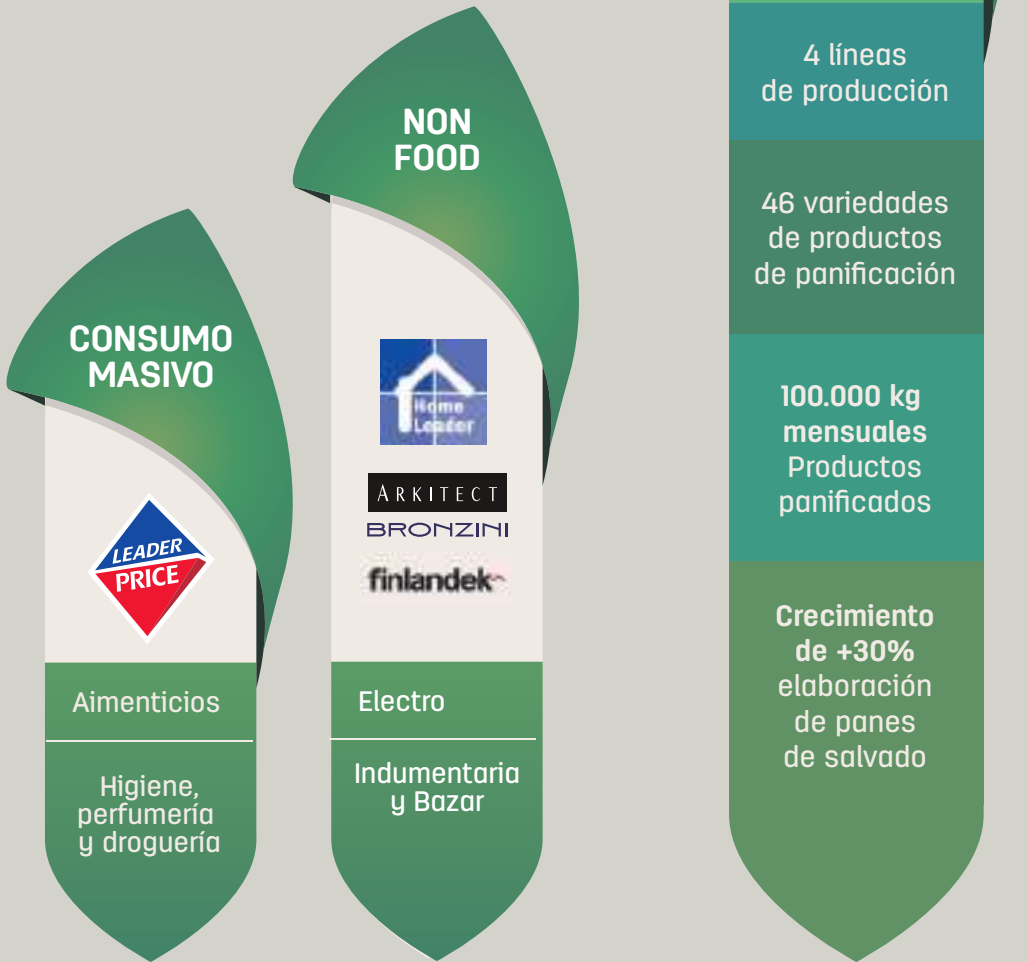 CONSUMO
MASIVO
LEADER
PRICE
Aimenticios
Higiene,
perfumería
y droguería
NON
FOOD
Home
Leader
ARKITECT
BRONZINI
finlandek
Electro
Indumentaria
y Bazar
4 líneas
de producción
46 variedades
de productos
de panificación
100.000 kg
mensuales
Productos
panificados
Crecimiento
de +30%
elaboración
de panes
de salvado